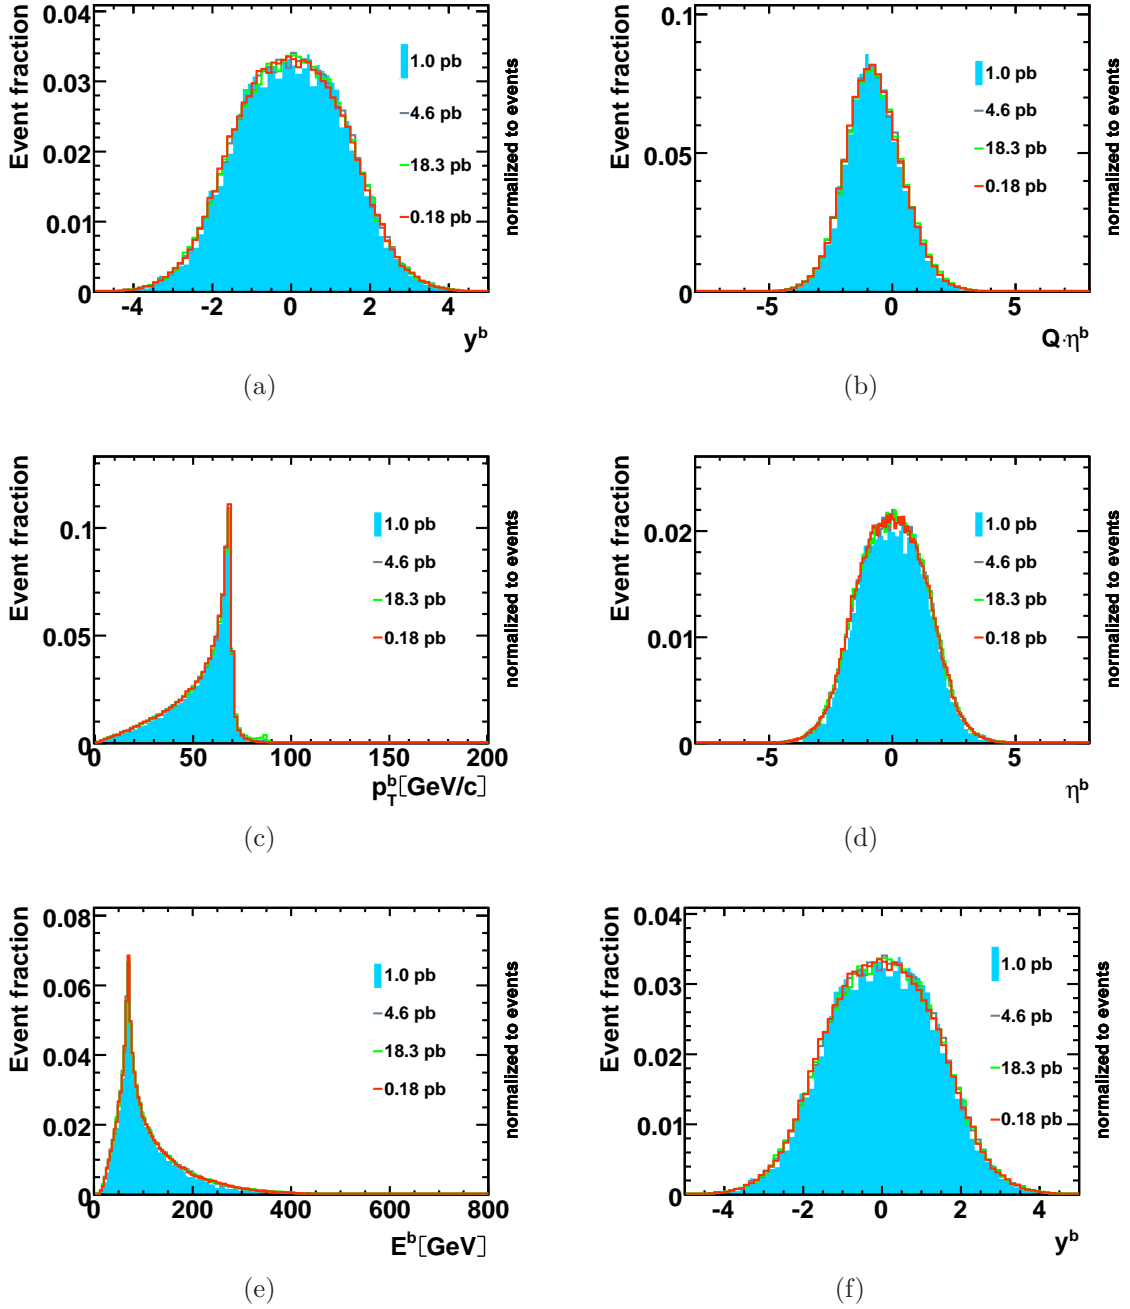 Event fraction
0.04
0.03
0.02
0.01
0
-4 -2 0 2 4
y^b
1.0 pb
4.6 pb
18.3 pb
0.18 pb
normalized to events
(a)
Event fraction
0.1
0.05
0
-5 0 5
Q·η^b
1.0 pb
4.6 pb
18.3 pb
0.18 pb
normalized to events
(b)
Event fraction
0.1
0.05
0
0 50 100 150 200
p_T^b[GeV/c]
1.0 pb
4.6 pb
18.3 pb
0.18 pb
normalized to events
(c)
Event fraction
0.02
0.01
0
-5 0 5
η^b
1.0 pb
4.6 pb
18.3 pb
0.18 pb
normalized to events
(d)
Event fraction
0.08
0.06
0.04
0.02
0
0 200 400 600 800
E^b[GeV]
1.0 pb
4.6 pb
18.3 pb
0.18 pb
normalized to events
(e)
Event fraction
0.04
0.03
0.02
0.01
0
-4 -2 0 2 4
y^b
1.0 pb
4.6 pb
18.3 pb
0.18 pb
normalized to events
(f)